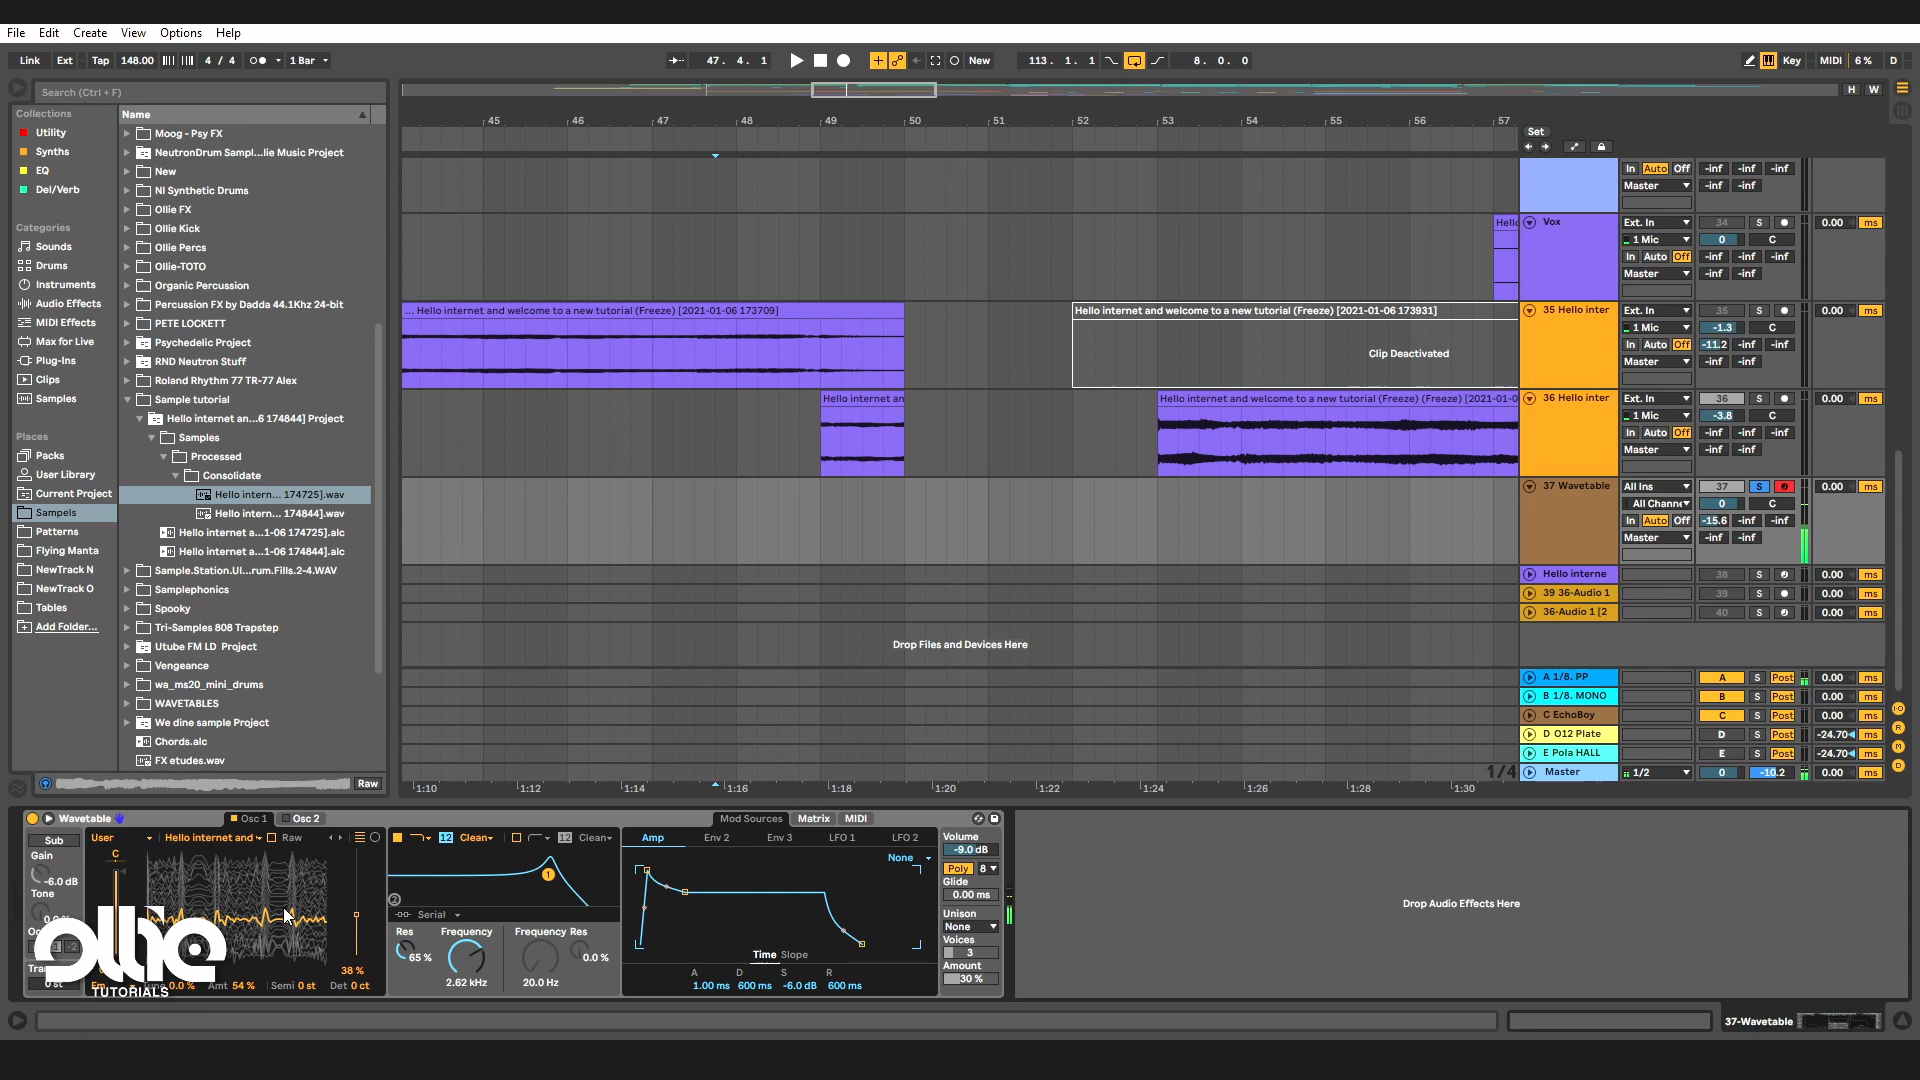 File Edit Create View Options Help
Link Ext Tap 148.00 4 / 4 1 Bar 47. 4. 1 New 113. 1. 1 8. 0. 0 Key MIDI 6 % D
Search (Ctrl + F) H W
Collections Name
Utility
Synths
EQ
Del/Verb
Categories
Sounds
Drums
Instruments
Audio Effects
MIDI Effects
Max for Live
Plug-Ins
Clips
Samples
Places
Packs
User Library
Current Project
Sampels
Patterns
Flying Manta
NewTrack N
NewTrack O
Tables
Add Folder...
Moog - Psy FX
NeutronDrum Sampl...lie Music Project
New
NI Synthetic Drums
Ollie FX
Ollie Kick
Ollie Percs
Ollie-TOTO
Organic Percussion
Percussion FX by Dadda 44.1Khz 24-bit
PETE LOCKETT
Psychedelic Project
RND Neutron Stuff
Roland Rhythm 77 TR-77 Alex
Sample tutorial
Hello internet an...6 174844] Project
Samples
Processed
Consolidate
Hello intern... 174725].wav
Hello intern... 174844].wav
Hello internet a...1-06 174725].alc
Hello internet a...1-06 174844].alc
Sample.Station.Ul...rum.Fills.2-4.WAV
Samplephonics
Spooky
Tri-Samples 808 Trapstep
Utube FM LD Project
Vengeance
wa_ms20_mini_drums
WAVETABLES
We dine sample Project
Chords.alc
FX etudes.wav
Raw
45 46 47 48 49 50 51 52 53 54 55 56 57
Set
In Auto Off -inf -inf -inf
Master -inf -inf
Hello Vox Ext. In 34 S 0.00 ms
1 Mic 0 C
In Auto Off -inf -inf -inf
Master -inf -inf
... Hello internet and welcome to a new tutorial (Freeze) [2021-01-06 173709]
Hello internet and welcome to a new tutorial (Freeze) [2021-01-06 173931]
Clip Deactivated
35 Hello inter Ext. In 35 S 0.00 ms
1 Mic -1.3 C
In Auto Off -11.2 -inf -inf
Master -inf -inf
Hello internet an
Hello internet and welcome to a new tutorial (Freeze) (Freeze) [2021-01-0
36 Hello inter Ext. In 36 S 0.00 ms
1 Mic -3.8 C
In Auto Off -inf -inf -inf
Master -inf -inf
37 Wavetable All Ins 37 S 0.00 ms
All Channe 0 C
In Auto Off -15.6 -inf -inf
Master -inf -inf
Hello interne 38 S 0.00 ms
39 36-Audio 1 39 S 0.00 ms
36-Audio 1 [2 40 S 0.00 ms
Drop Files and Devices Here
A 1/8. PP A S Post 0.00 ms
B 1/8. MONO B S Post 0.00 ms
C EchoBoy C S Post 0.00 ms
D O12 Plate D S Post -24.70 ms
E Pola HALL E S Post -24.70 ms
1/4 Master 1/2 0 -10.2 0.00 ms
1:10 1:12 1:14 1:16 1:18 1:20 1:22 1:24 1:26 1:28 1:30
IO
R
M
D
Wavetable Osc 1 Osc 2
Sub User Hello internet and Raw
Gain C
-6.0 dB
Tone
38 %
0 st 0.0 % Amt 54 % Semi 0 st Det 0 ct
ollie
TUTORIALS
12 Clean 12 Clean
1
2
Serial
Res Frequency Frequency Res
65 % 2.62 kHz 20.0 Hz 0.0 %
Mod Sources Matrix MIDI
Amp Env 2 Env 3 LFO 1 LFO 2
None
Time Slope
A D S R
1.00 ms 600 ms -6.0 dB 600 ms
Volume
-9.0 dB
Poly 8
Glide
0.00 ms
Unison
None
Voices
3
Amount
30 %
Drop Audio Effects Here
37-Wavetable